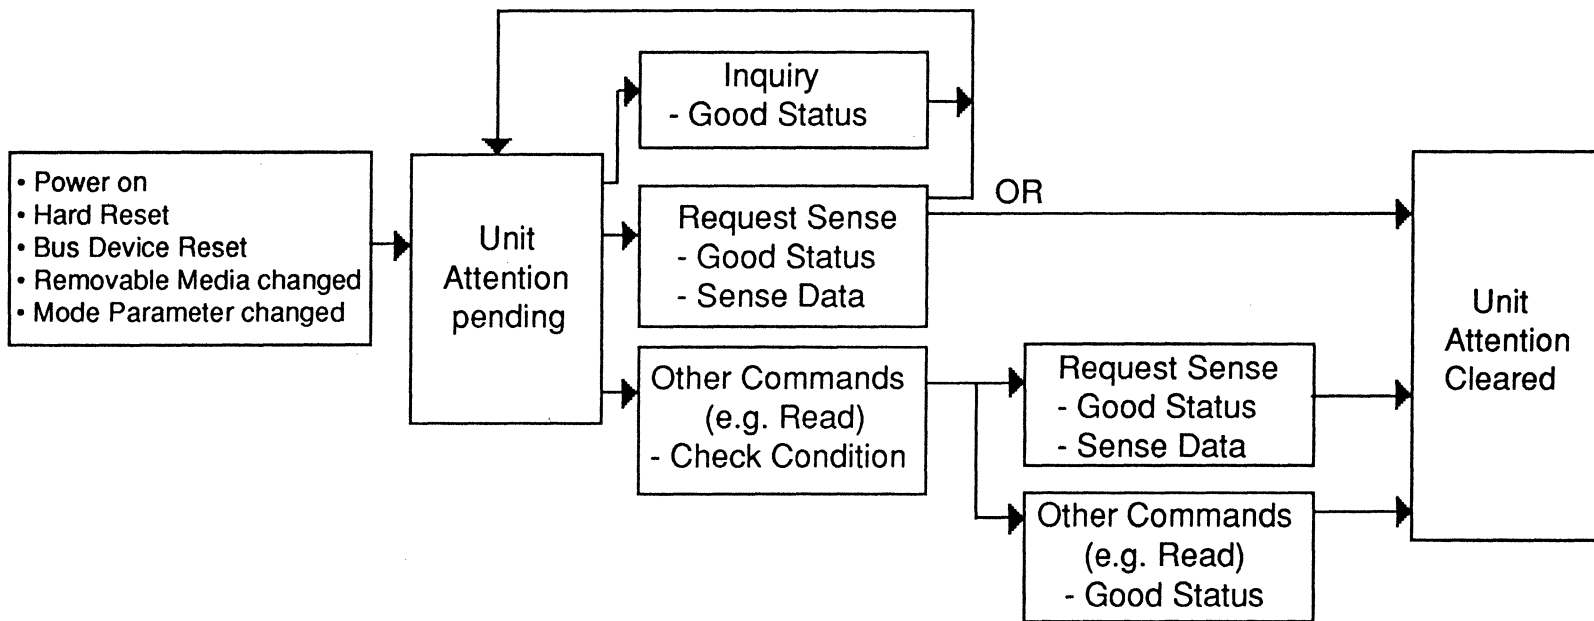 • Power on
• Hard Reset
• Bus Device Reset
• Removable Media changed
• Mode Parameter changed
Unit
Attention
pending
Inquiry
- Good Status
Request Sense
- Good Status
- Sense Data
OR
Other Commands
(e.g. Read)
- Check Condition
Request Sense
- Good Status
- Sense Data
Other Commands
(e.g. Read)
- Good Status
Unit
Attention
Cleared